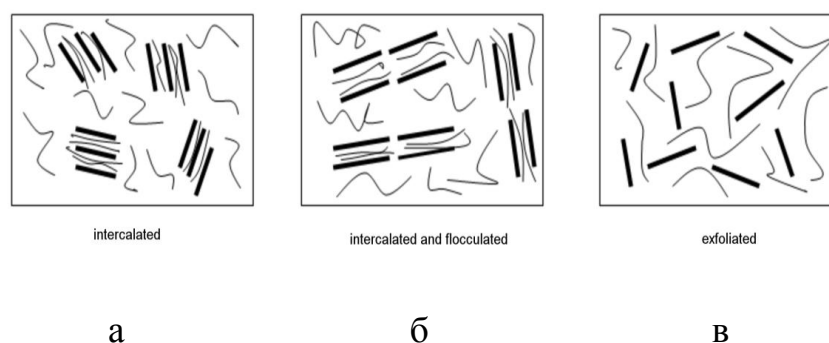 intercalated
intercalated and flocculated
exfoliated
а
б
в